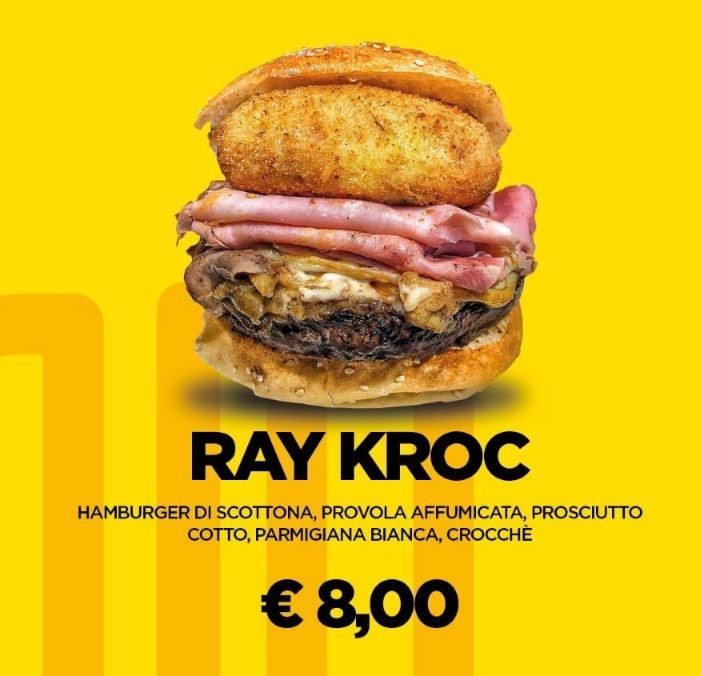 RAY KROC
HAMBURGER DI SCOTTONA, PROVOLA AFFUMICATA, PROSCIUTTO
COTTO, PARMIGIANA BIANCA, CROCCHÈ
€ 8,00